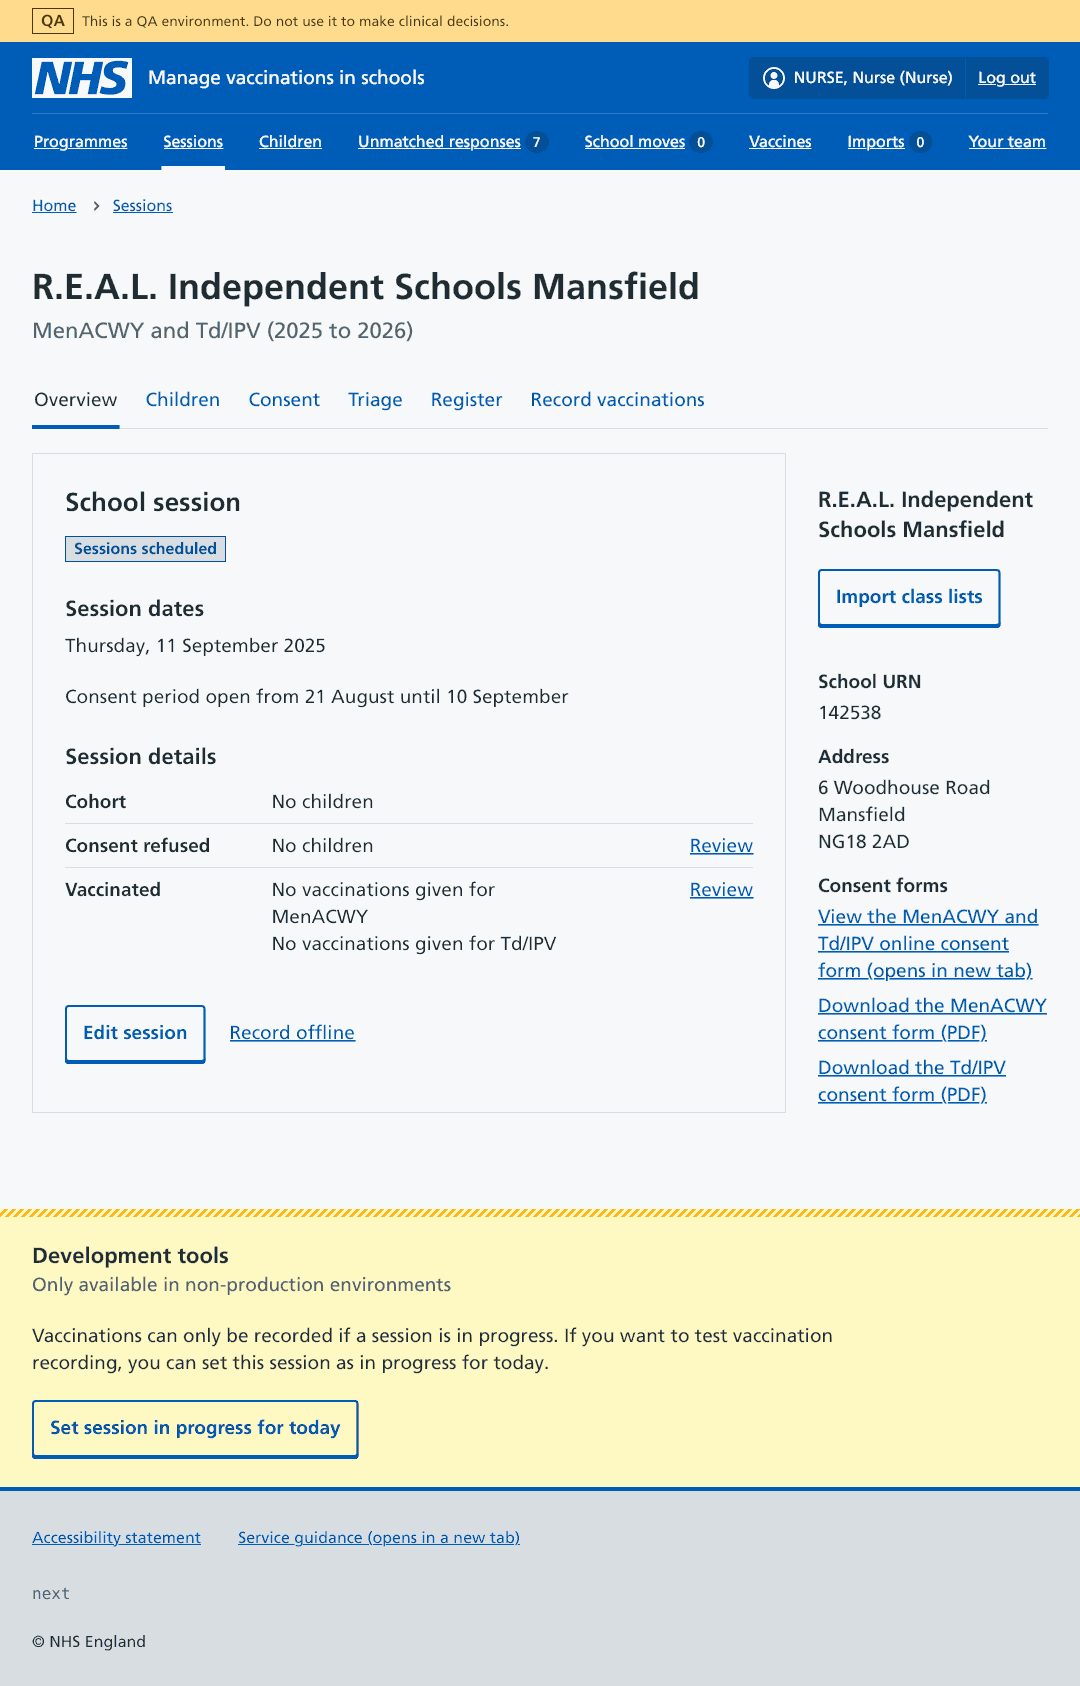 QA This is a QA environment. Do not use it to make clinical decisions.
NHS Manage vaccinations in schools NURSE, Nurse (Nurse) Log out
Programmes Sessions Children Unmatched responses 7 School moves 0 Vaccines Imports 0 Your team
Home Sessions
R.E.A.L. Independent Schools Mansfield
MenACWY and Td/IPV (2025 to 2026)
Overview Children Consent Triage Register Record vaccinations
School session
Sessions scheduled
Session dates
Thursday, 11 September 2025
Consent period open from 21 August until 10 September
Session details
Cohort No children
Consent refused No children Review
Vaccinated No vaccinations given for Review
MenACWY
No vaccinations given for Td/IPV
Edit session Record offline
R.E.A.L. Independent
Schools Mansfield
Import class lists
School URN
142538
Address
6 Woodhouse Road
Mansfield
NG18 2AD
Consent forms
View the MenACWY and
Td/IPV online consent
form (opens in new tab)
Download the MenACWY
consent form (PDF)
Download the Td/IPV
consent form (PDF)
Development tools
Only available in non-production environments
Vaccinations can only be recorded if a session is in progress. If you want to test vaccination
recording, you can set this session as in progress for today.
Set session in progress for today
Accessibility statement Service guidance (opens in a new tab)
next
© NHS England